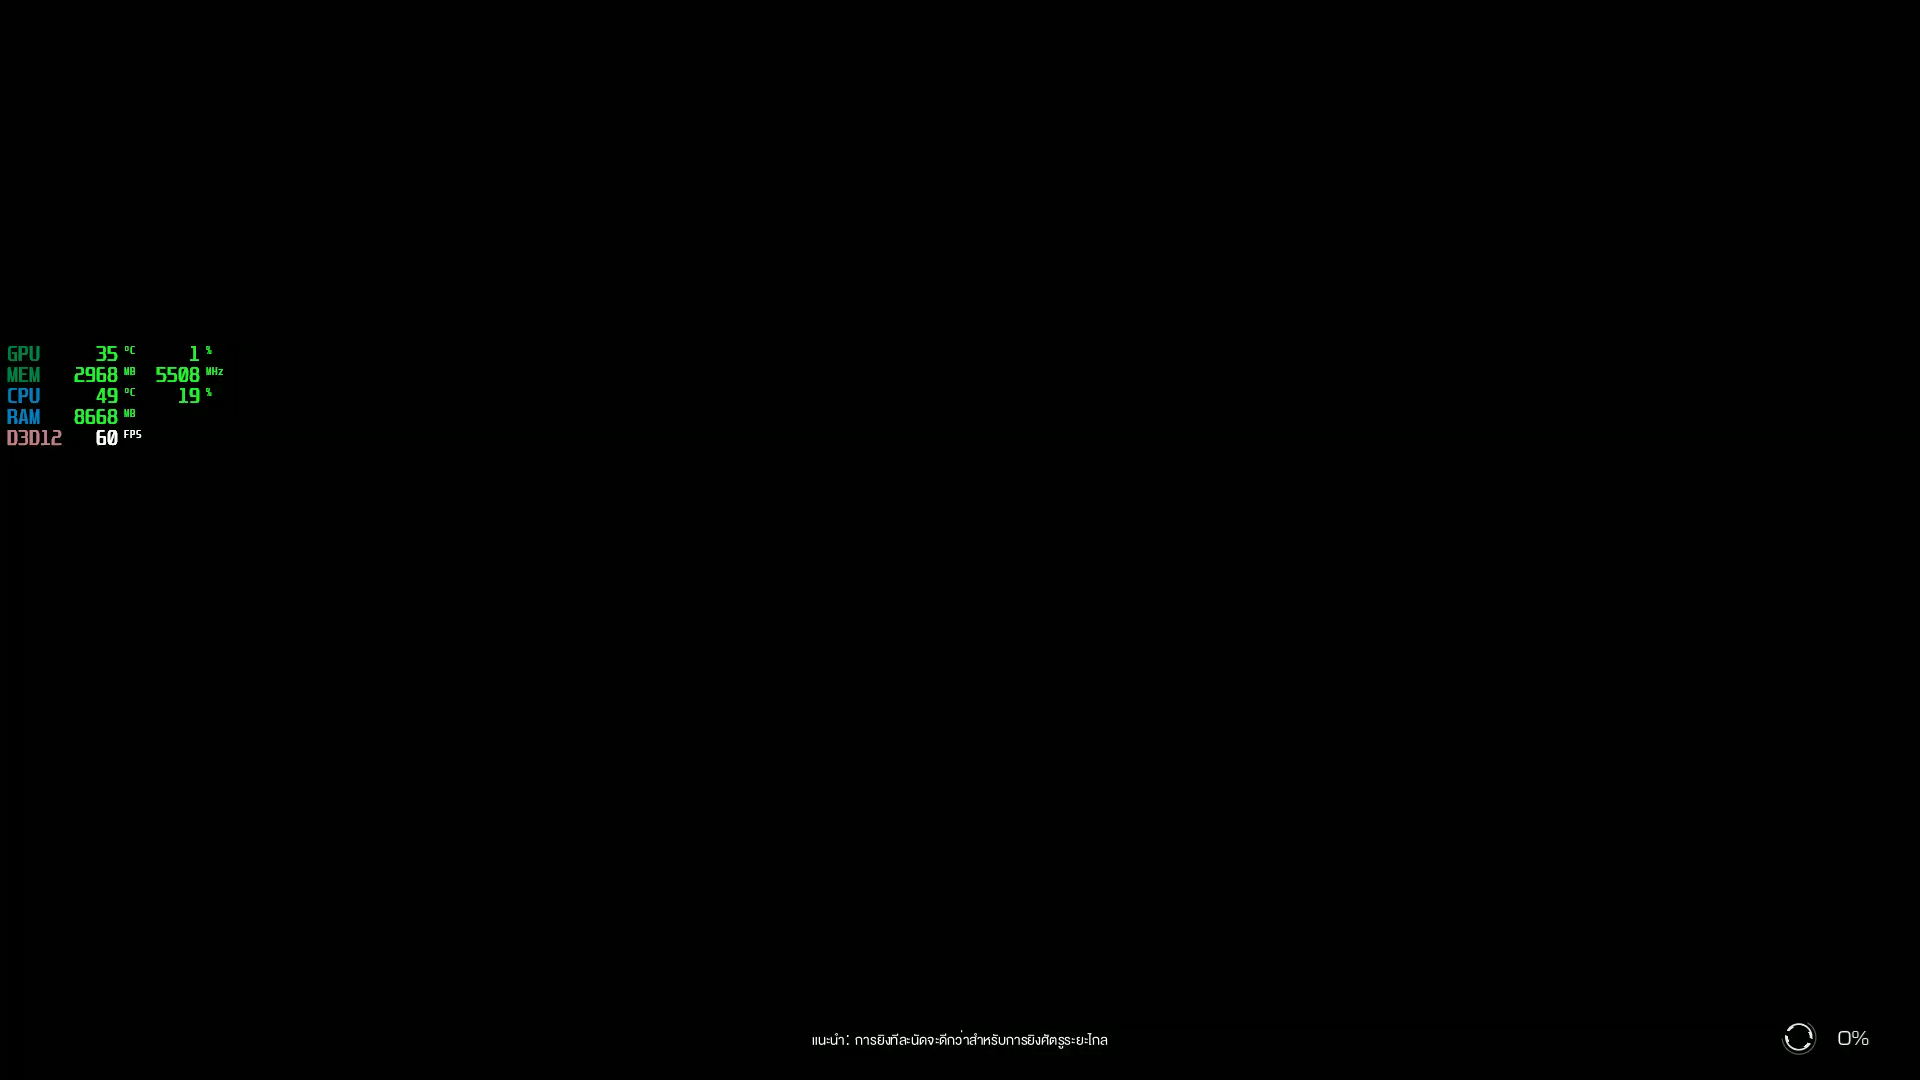 GPU 35 °C 1 %
MEM 2968 MB 5508 MHz
CPU 49 °C 19 %
RAM 8668 MB
D3D12 60 FPS
แนะนำ: การยิงทีละนัดจะดีกว่าสำหรับการยิงศัตรูระยะไกล
0%